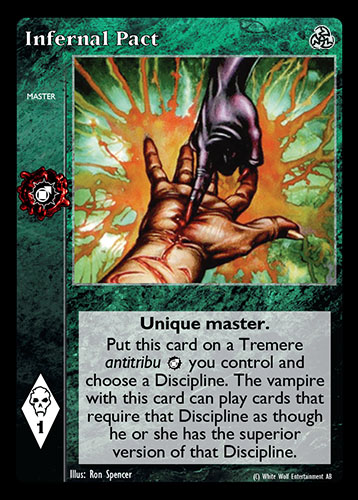 Infernal Pact
MASTER
Unique master.
Put this card on a Tremere
antitribu you control and
choose a Discipline. The vampire
with this card can play cards that
require that Discipline as though
he or she has the superior
version of that Discipline.
1
Illus: Ron Spencer
(C) White Wolf Entertainment AB